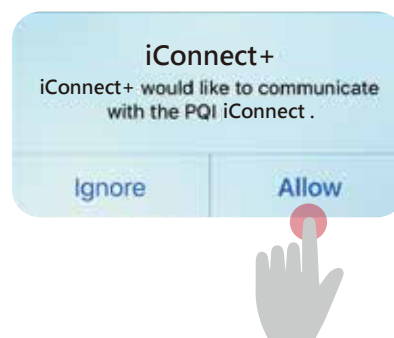 iConnect+
iConnect+ would like to communicate
with the PQI iConnect .
Ignore
Allow